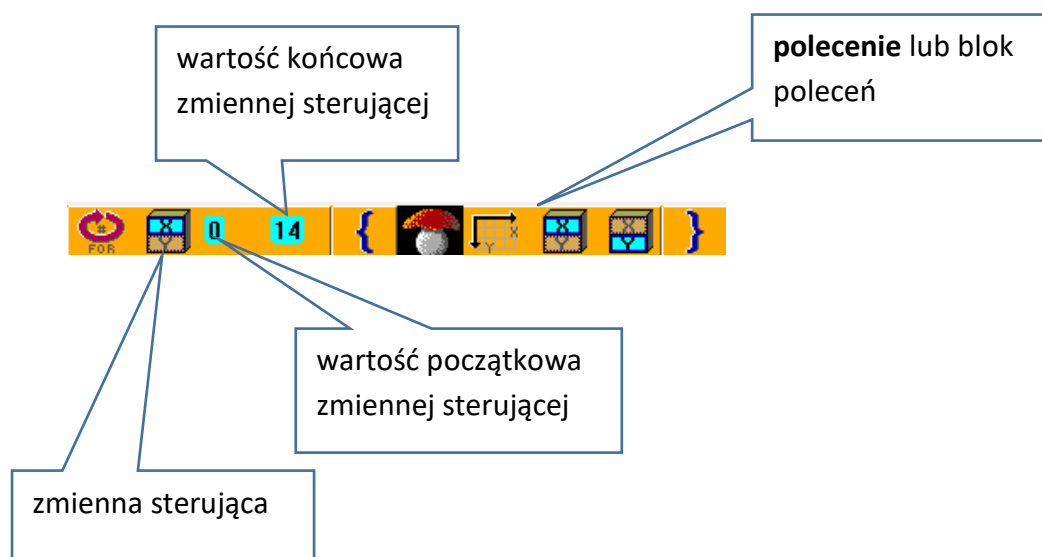 wartość końcowa
zmiennej sterującej
polecenie lub blok
poleceń
FOR X Y 0 14 { X Y X Y X Y }
wartość początkowa
zmiennej sterującej
zmienna sterująca